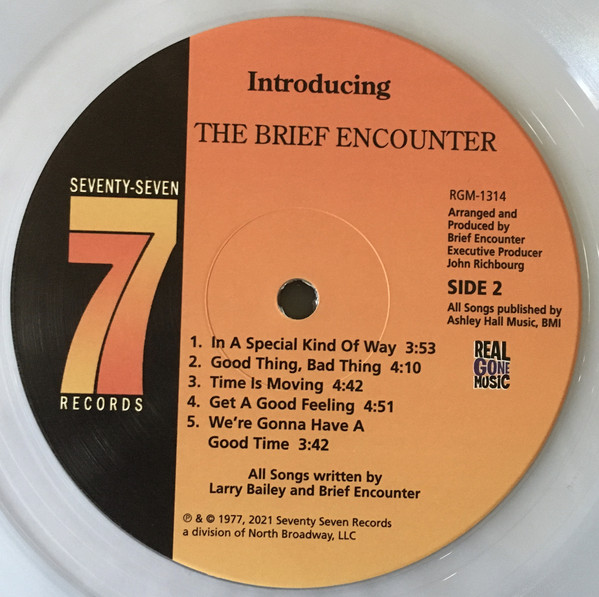 Introducing
THE BRIEF ENCOUNTER
SEVENTY-SEVEN
7
7
RECORDS
RGM-1314
Arranged and
Produced by
Brief Encounter
Executive Producer
John Richbourg
SIDE 2
All Songs published by
Ashley Hall Music, BMI
REAL
GONE
MUSIC
1. In A Special Kind Of Way 3:53
2. Good Thing, Bad Thing 4:10
3. Time Is Moving 4:42
4. Get A Good Feeling 4:51
5. We're Gonna Have A
Good Time 3:42
All Songs written by
Larry Bailey and Brief Encounter
℗ & © 1977, 2021 Seventy Seven Records
a division of North Broadway, LLC